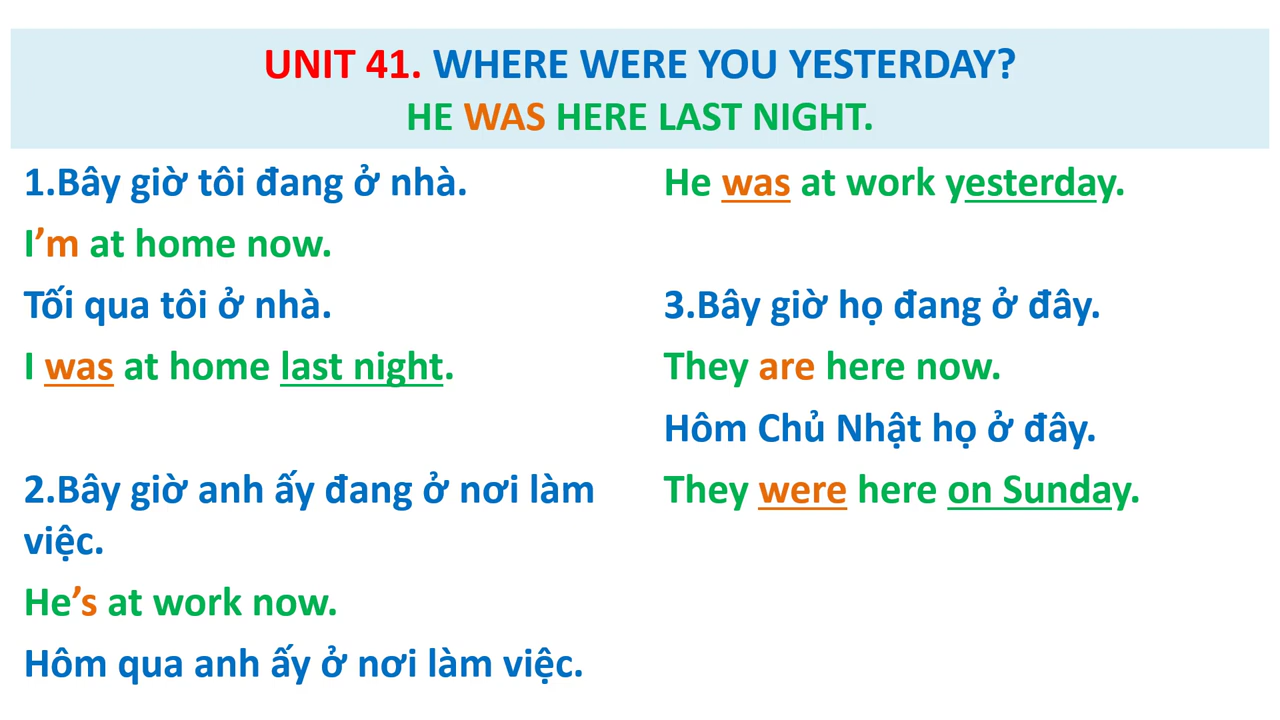 UNIT 41. WHERE WERE YOU YESTERDAY?
HE WAS HERE LAST NIGHT.
1.Bây giờ tôi đang ở nhà.
I’m at home now.
Tối qua tôi ở nhà.
I was at home last night.
2.Bây giờ anh ấy đang ở nơi làm
việc.
He’s at work now.
Hôm qua anh ấy ở nơi làm việc.
He was at work yesterday.
3.Bây giờ họ đang ở đây.
They are here now.
Hôm Chủ Nhật họ ở đây.
They were here on Sunday.